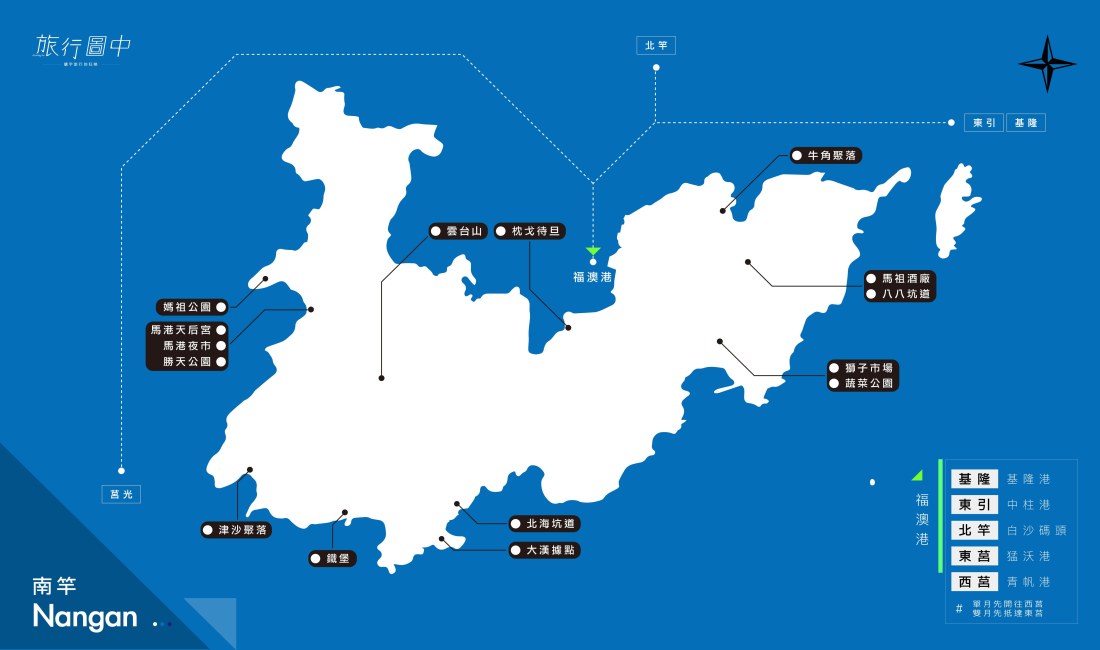 旅行圖中
北竿
東引
基隆
牛角聚落
雲台山
枕戈待旦
福澳港
馬祖酒廠
八八坑道
媽祖公園
馬港天后宮
馬港夜市
勝天公園
獅子市場
蔬菜公園
莒光
津沙聚落
鐵堡
北海坑道
大漢據點
福澳港
基隆 基隆港
東引 中柱港
北竿 白沙碼頭
東莒 猛沃港
西莒 青帆港
# 單月先開往西莒
雙月先抵達東莒
南竿
Nangan